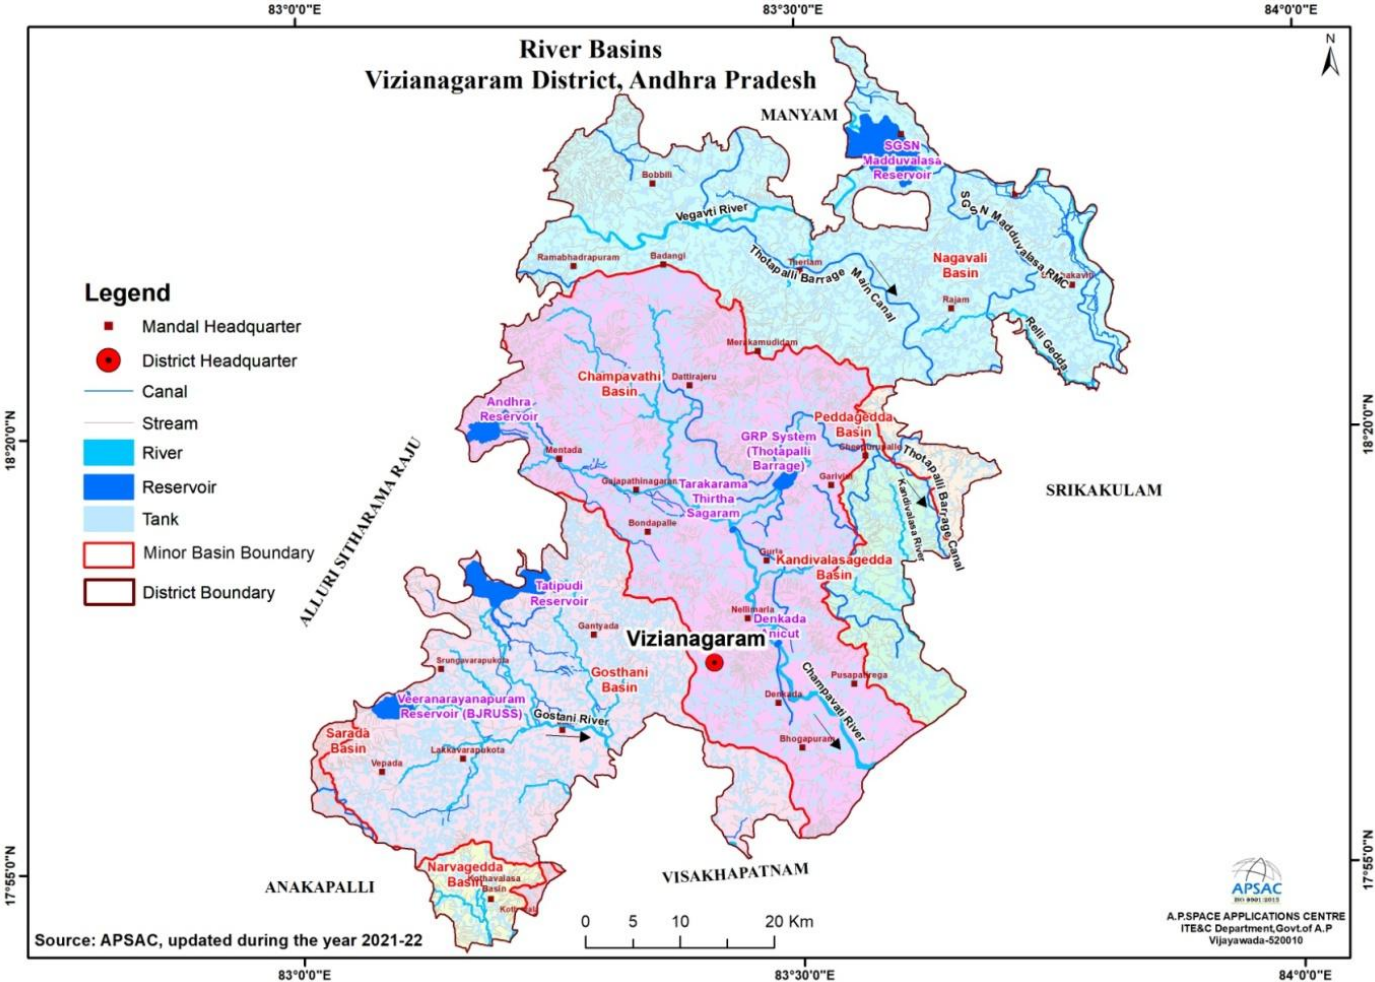 83°0'0"E
83°30'0"E
84°0'0"E
River Basins
Vizianagaram District, Andhra Pradesh
N
MANYAM
SGSN
Madduvalasa
Reservoir
Bobbili
Vegavti River
SGS N Madduvalasa RMC
Ramabhadrapuram
Badangi
Therlam
Thotapalli Barrage
Main Canal
Nagavali
Basin
Rajam
Relli Gedda
Legend
Mandal Headquarter
District Headquarter
Canal
Stream
River
Reservoir
Tank
Minor Basin Boundary
District Boundary
Merakamudidam
Champavathi
Basin
Dattirajeru
Andhra
Reservoir
Peddagedda
Basin
GRP System
(Thotapalli
Barrage)
Cheepurupalle
Thotapalli Barrage Canal
Mentada
Gajapathinagaram
Tarakarama
Thirtha
Sagaram
Garividi
Kandivalasa River
Bondapalle
Gurla
Kandivalasagedda
Basin
18°20'0"N
18°20'0"N
ALLURI SITHARAMA RAJU
SRIKAKULAM
Tatipudi
Reservoir
Gantyada
Nellimarla
Denkada
Vizianagaram
Srungavarapukota
Gosthani
Basin
Champavati River
Pusapatirega
Denkada
Veeranarayanapuram
Reservoir (BJRUSS)
Gostani River
Bhogapuram
Sarada
Basin
Lakkavarapukota
Vepada
Narvagedda
Basin
Kothavalasa
Basin
17°55'0"N
17°55'0"N
ANAKAPALLI
VISAKHAPATNAM
0 5 10 20 Km
APSAC
ISO 9001:2015
A.P.SPACE APPLICATIONS CENTRE
ITE&C Department,Govt.of A.P
Vijayawada-520010
Source: APSAC, updated during the year 2021-22
83°0'0"E
83°30'0"E
84°0'0"E